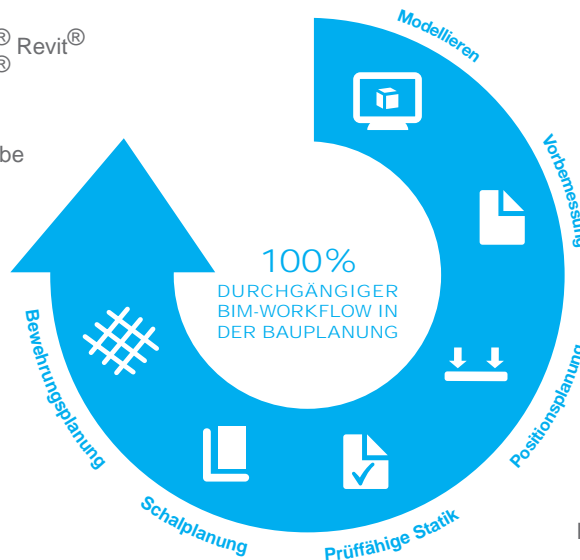 ® Revit®
®
be
Modellieren
Vorbemessung
Positionsplanung
Prüffähige Statik
Schalplanung
Bewehrungsplanung
100%
DURCHGÄNGIGER
BIM-WORKFLOW IN
DER BAUPLANUNG